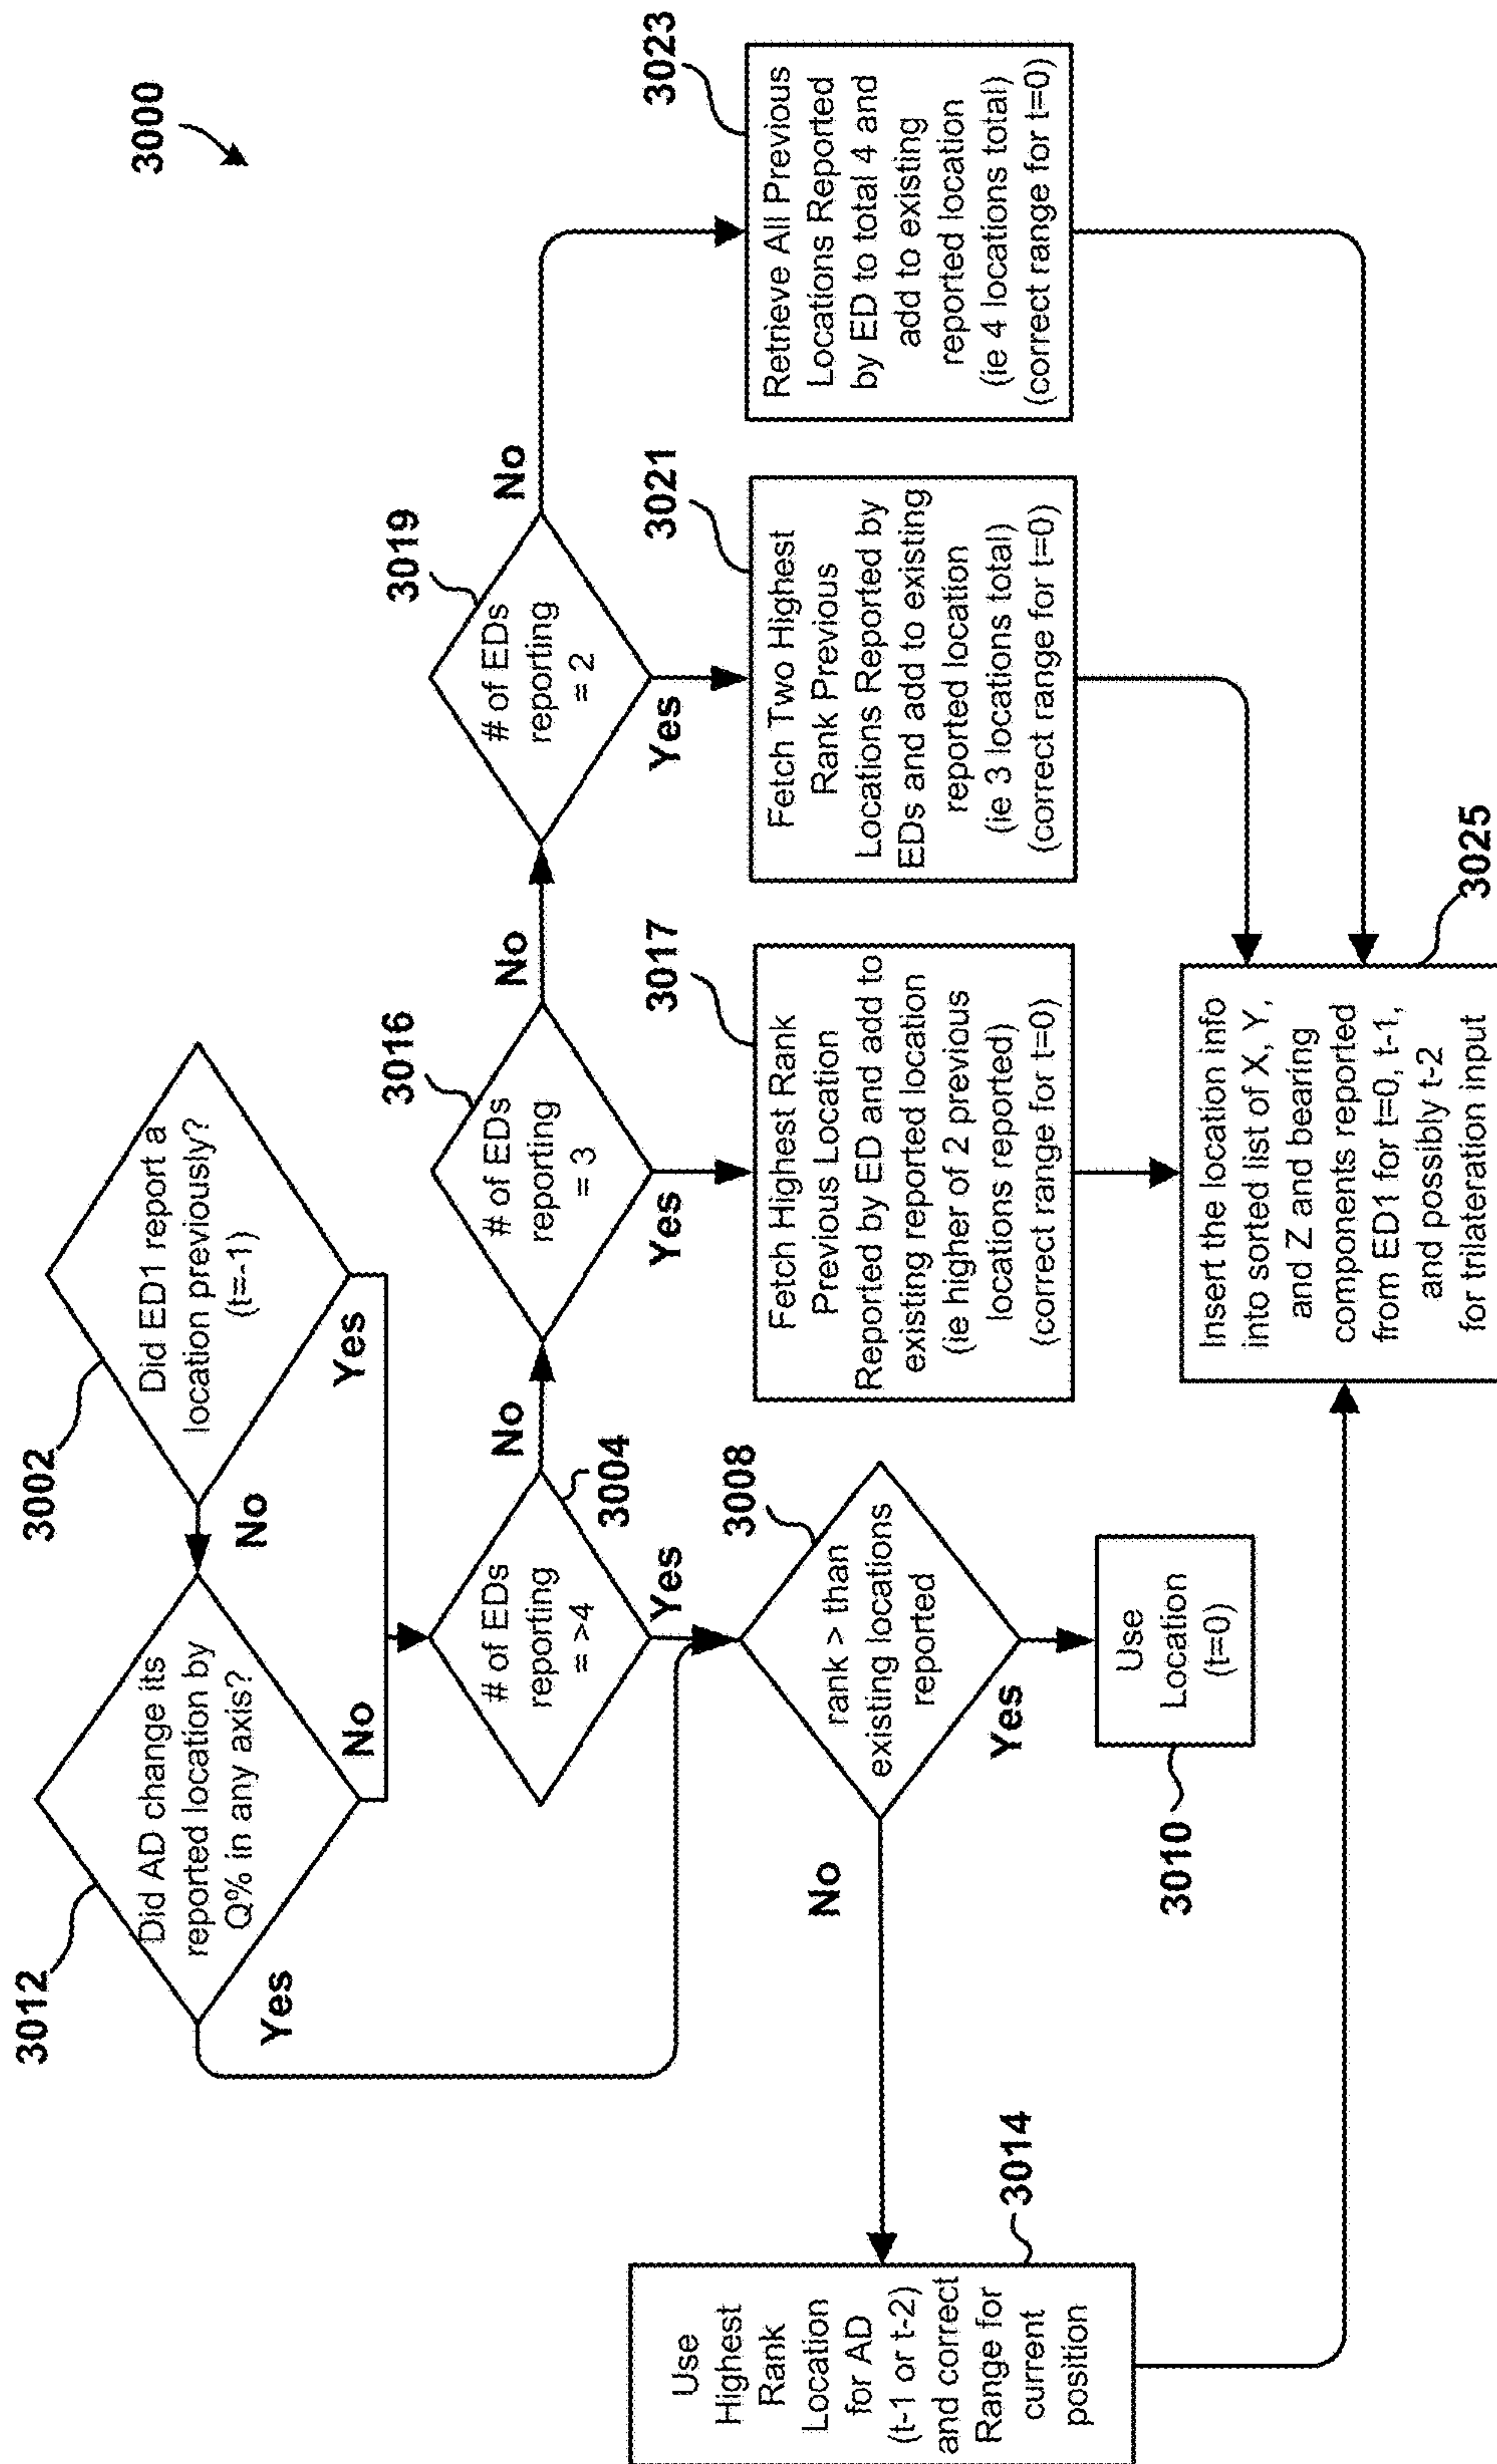 3000
3002
Did ED1 report a
location previously?
(t=-1)
No
Yes
3012
Did AD change its
reported location by
Q% in any axis?
Yes
No
3004
# of EDs
reporting
= >4
No
Yes
3016
# of EDs
reporting
= 3
No
Yes
3019
# of EDs
reporting
= 2
No
Yes
3008
rank > than
existing locations
reported
No
Yes
3010
Use
Location
(t=0)
3014
Use
Highest
Rank
Location
for AD
(t-1 or t-2)
and correct
Range for
current
position
3017
Fetch Highest Rank
Previous Location
Reported by ED and add to
existing reported location
(ie higher of 2 previous
locations reported)
(correct range for t=0)
3021
Fetch Two Highest
Rank Previous
Locations Reported by
EDs and add to existing
reported location
(ie 3 locations total)
(correct range for t=0)
3023
Retrieve All Previous
Locations Reported
by ED to total 4 and
add to existing
reported location
(ie 4 locations total)
(correct range for t=0)
3025
Insert the location info
into sorted list of X, Y,
and Z and bearing
components reported
from ED1 for t=0, t-1,
and possibly t-2
for trilateration input